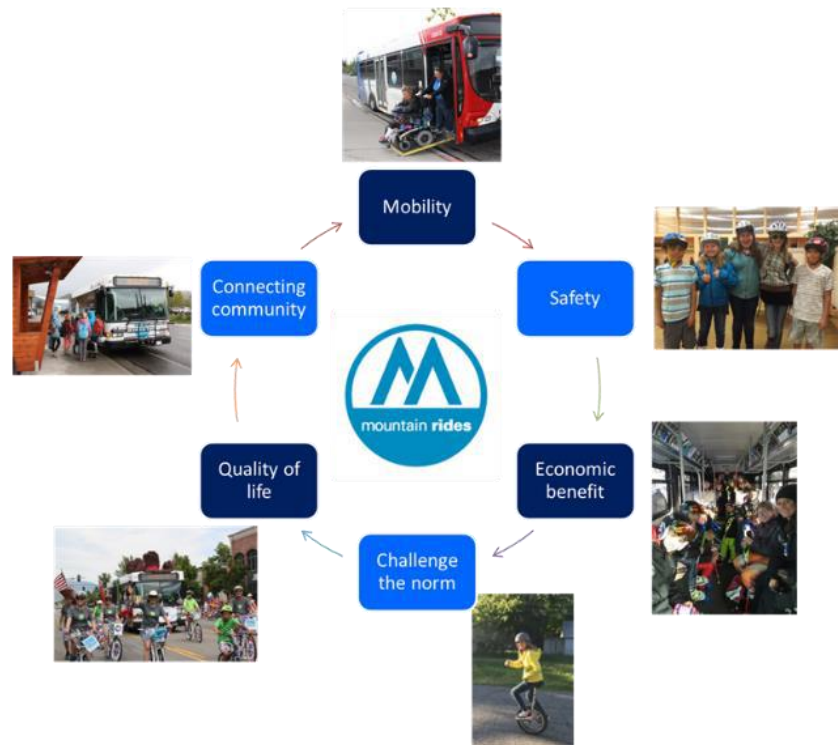 Mobility
Connecting
community
Safety
mountain rides
Quality of
life
Economic
benefit
Challenge
the norm